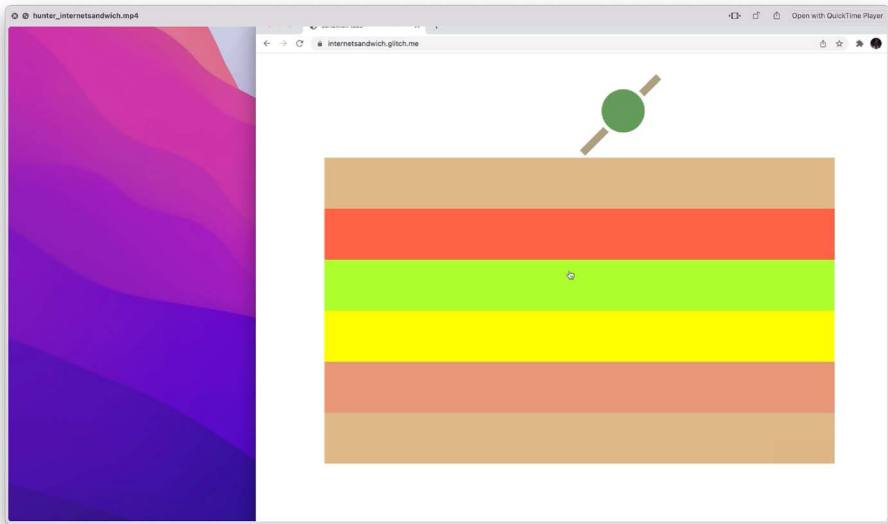 hunter_internetsandwich.mp4
Open with QuickTime Player
internetsandwich.glitch.me